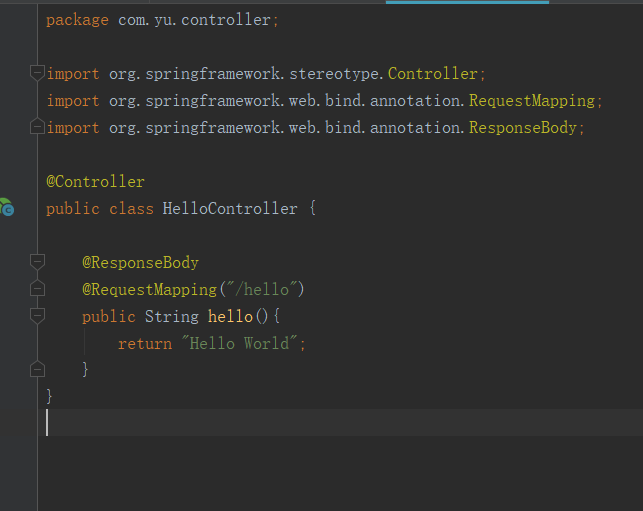 package com.yu.controller;
import org.springframework.stereotype.Controller;
import org.springframework.web.bind.annotation.RequestMapping;
import org.springframework.web.bind.annotation.ResponseBody;
@Controller
public class HelloController {
@ResponseBody
@RequestMapping("/hello")
public String hello(){
return "Hello World";
}
}